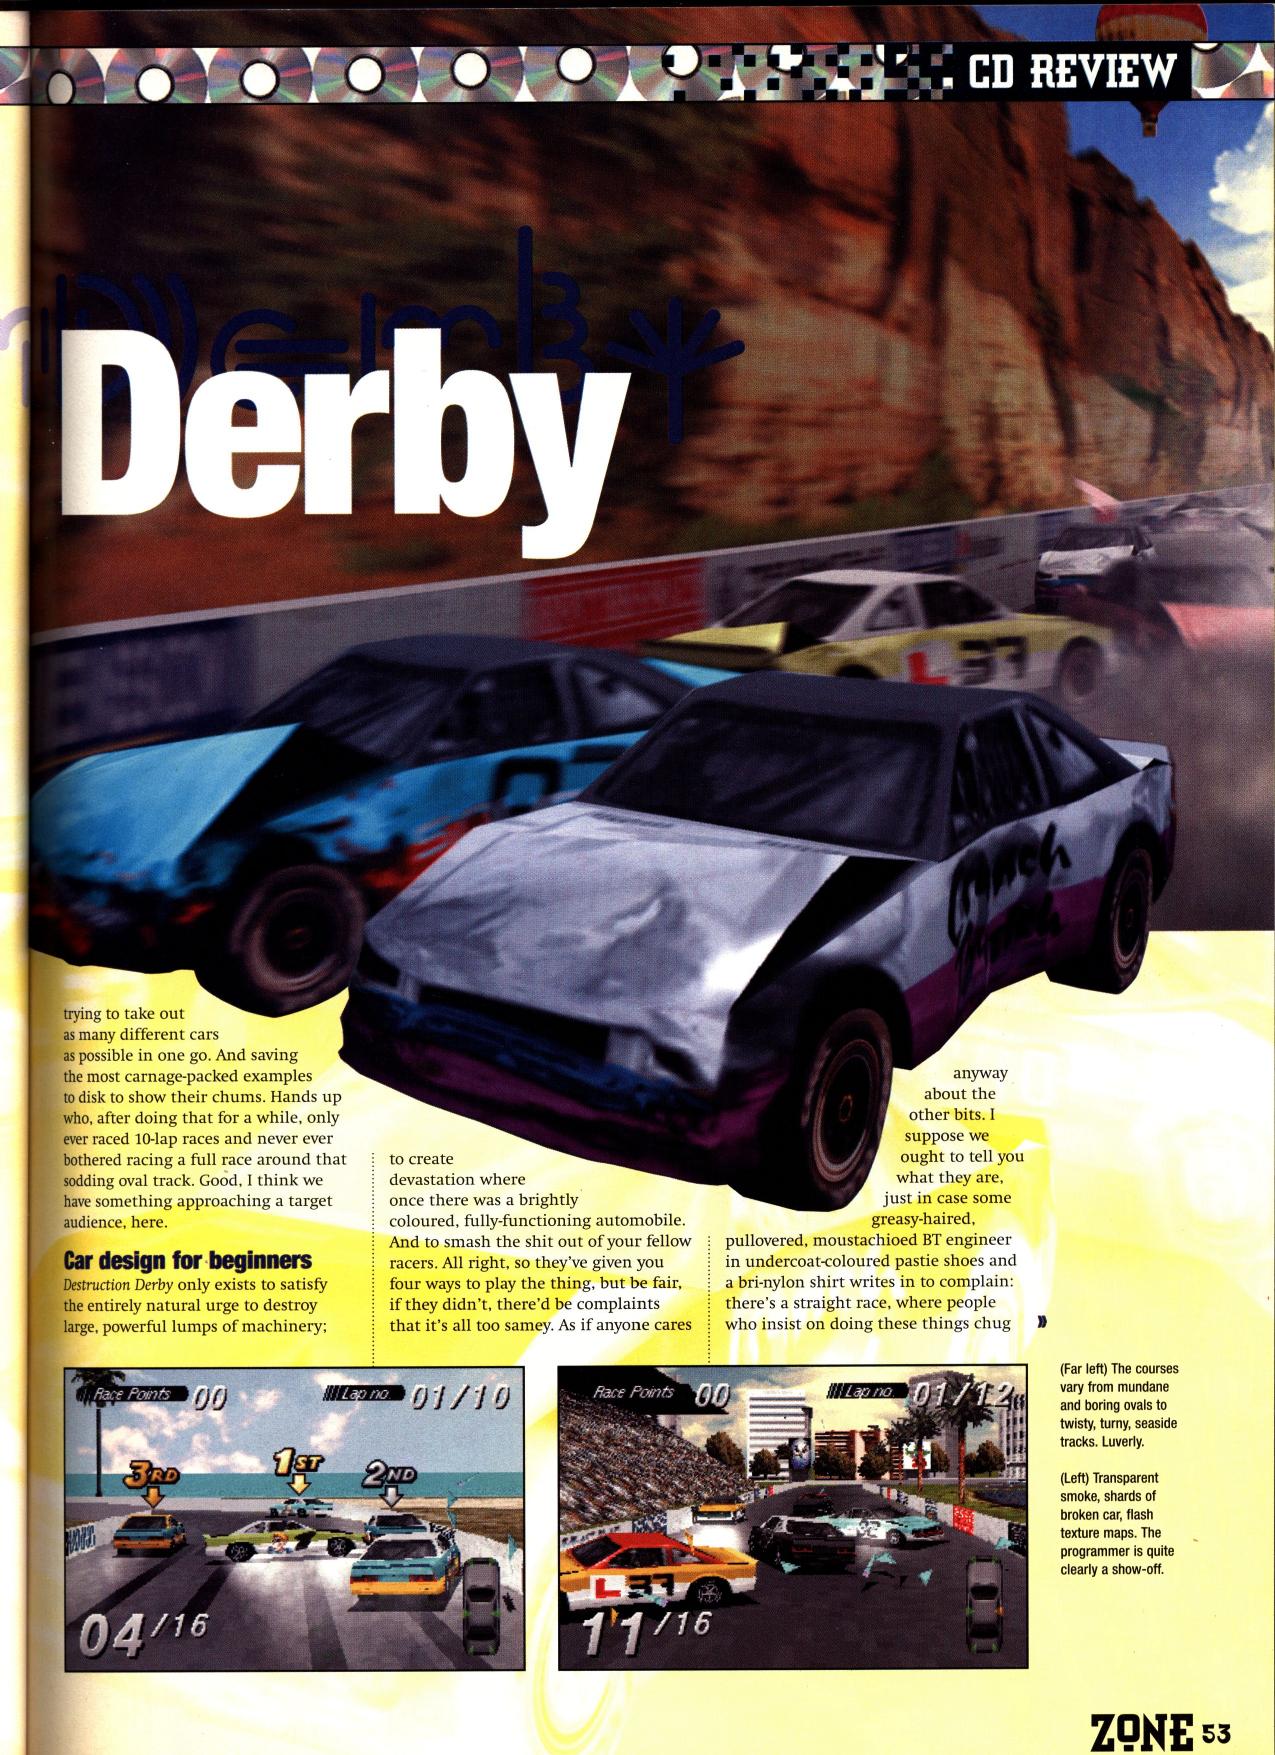 CD REVIEW
Derby
trying to take out
as many different cars
as possible in one go. And saving
the most carnage-packed examples
to disk to show their chums. Hands up
who, after doing that for a while, only
ever raced 10-lap races and never ever
bothered racing a full race around that
sodding oval track. Good, I think we
have something approaching a target
audience, here.
Car design for beginners
Destruction Derby only exists to satisfy
the entirely natural urge to destroy
large, powerful lumps of machinery;
to create
devastation where
once there was a brightly
coloured, fully-functioning automobile.
And to smash the shit out of your fellow
racers. All right, so they've given you
four ways to play the thing, but be fair,
if they didn't, there'd be complaints
that it's all too samey. As if anyone cares
anyway
about the
other bits. I
suppose we
ought to tell you
what they are,
just in case some
greasy-haired,
pullovered, moustachioed BT engineer
in undercoat-coloured pastie shoes and
a bri-nylon shirt writes in to complain:
there's a straight race, where people
who insist on doing these things chug
L 37
Race Points 00
Lap no. 01/10
3RD
1ST
2ND
04/16
Race Points 00
Lap no. 01/12
L 37
11/16
(Far left) The courses
vary from mundane
and boring ovals to
twisty, turny, seaside
tracks. Luverly.
(Left) Transparent
smoke, shards of
broken car, flash
texture maps. The
programmer is quite
clearly a show-off.
ZONE 53